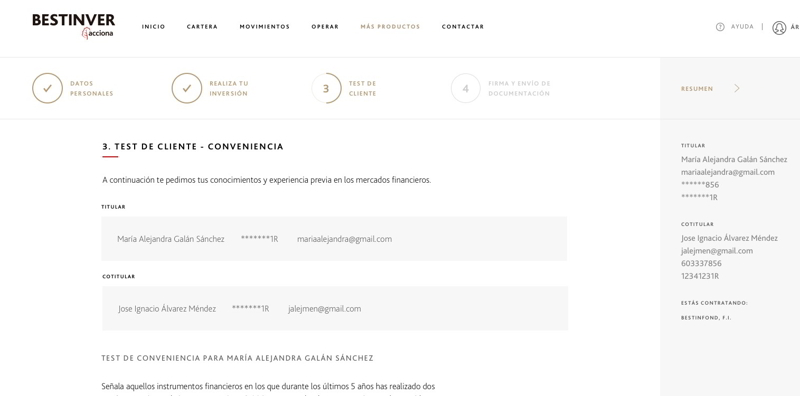 BESTINVER
acciona
INICIO
CARTERA
MOVIMIENTOS
OPERAR
MÁS PRODUCTOS
CONTACTAR
AYUDA
DATOS
PERSONALES
REALIZA TU
INVERSIÓN
3
TEST DE
CLIENTE
4
FIRMA Y ENVÍO DE
DOCUMENTACIÓN
RESUMEN
3. TEST DE CLIENTE - CONVENIENCIA
A continuación te pedimos tus conocimientos y experiencia previa en los mercados financieros.
TITULAR
María Alejandra Galán Sánchez *******1R mariaalejandra@gmail.com
COTITULAR
Jose Ignacio Álvarez Méndez *******1R jalejmen@gmail.com
TEST DE CONVENIENCIA PARA MARÍA ALEJANDRA GALÁN SÁNCHEZ
Señala aquellos instrumentos financieros en los que durante los últimos 5 años has realizado dos
TITULAR
María Alejandra Galán Sánchez
mariaalejandra@gmail.com
******856
*******1R
COTITULAR
Jose Ignacio Álvarez Méndez
jalejmen@gmail.com
603337856
12341231R
ESTÁS CONTRATANDO:
BESTINFOND, F.I.